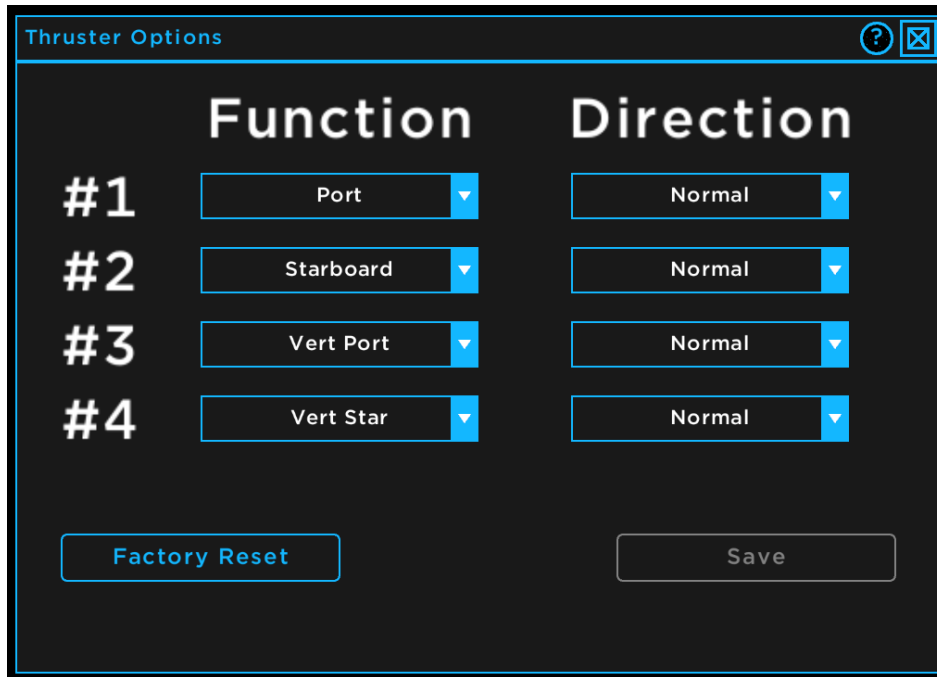 Thruster Options ?
Function Direction
#1 Port Normal
#2 Starboard Normal
#3 Vert Port Normal
#4 Vert Star Normal
Factory Reset Save